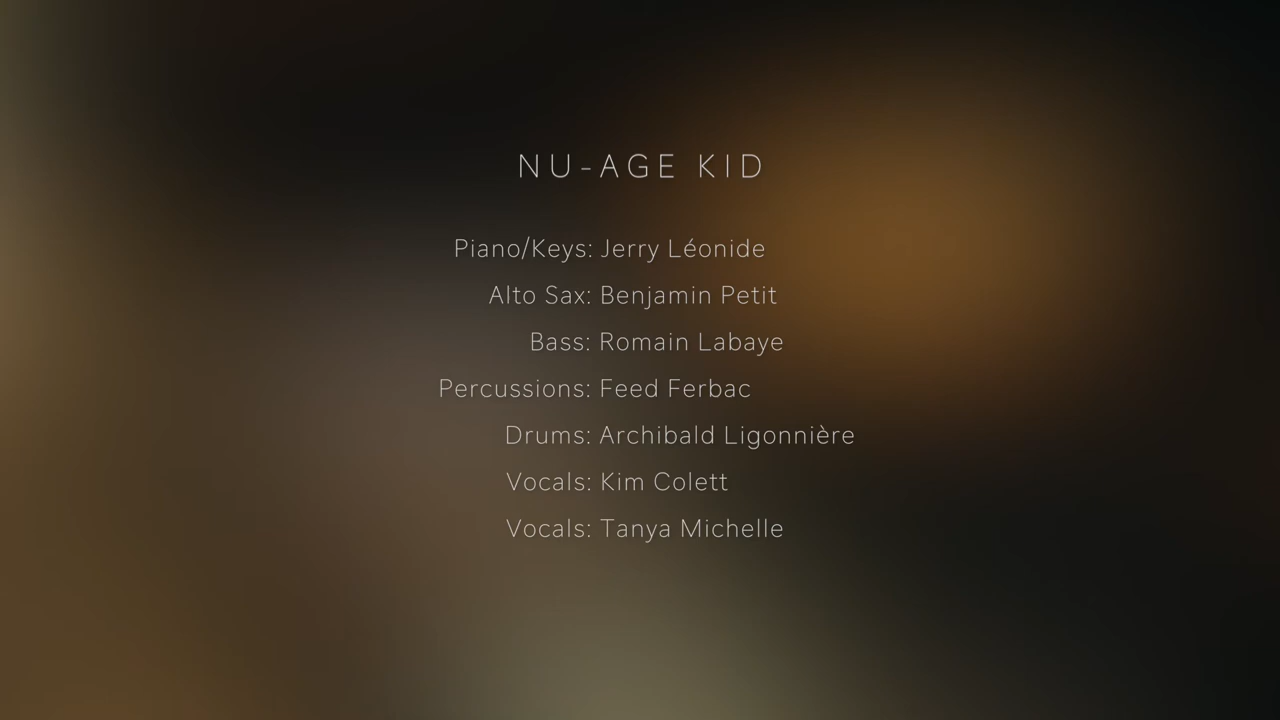 NU-AGE KID
Piano/Keys: Jerry Léonide
Alto Sax: Benjamin Petit
Bass: Romain Labaye
Percussions: Feed Ferbac
Drums: Archibald Ligonnière
Vocals: Kim Colett
Vocals: Tanya Michelle